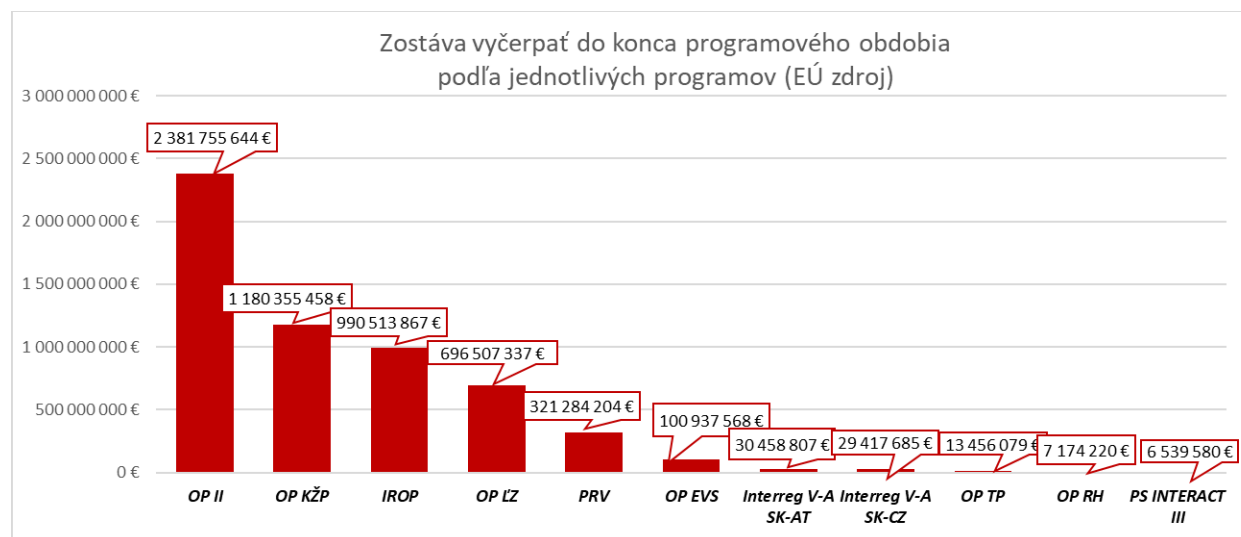 Zostáva vyčerpať do konca programového obdobia
podľa jednotlivých programov (EÚ zdroj)
3 000 000 000 €
2 500 000 000 €
2 000 000 000 €
1 500 000 000 €
1 000 000 000 €
500 000 000 €
0 €
2 381 755 644 €
1 180 355 458 €
990 513 867 €
696 507 337 €
321 284 204 €
100 937 568 €
30 458 807 €
29 417 685 €
13 456 079 €
7 174 220 €
6 539 580 €
OP II
OP KŽP
IROP
OP ĽZ
PRV
OP EVS
Interreg V-A
SK-AT
Interreg V-A
SK-CZ
OP TP
OP RH
PS INTERACT
III